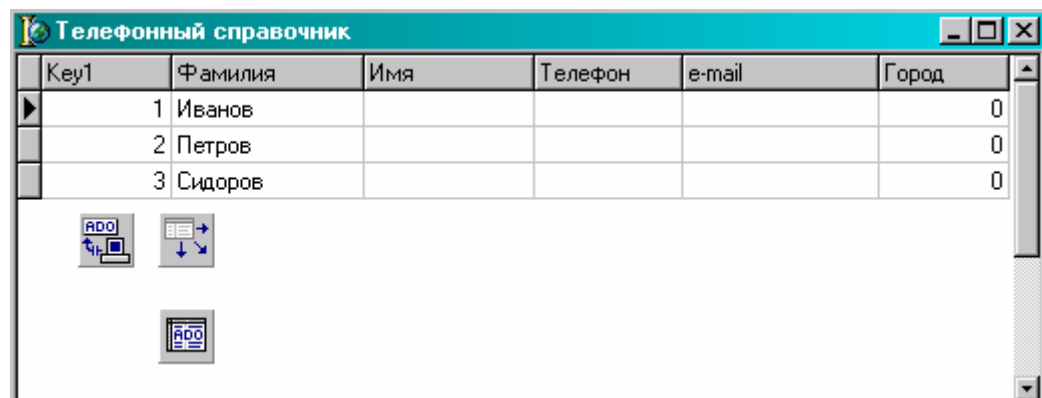 Телефонный справочник
Key1 Фамилия Имя Телефон e-mail Город
1 Иванов 0
2 Петров 0
3 Сидоров 0
ADO
ADO